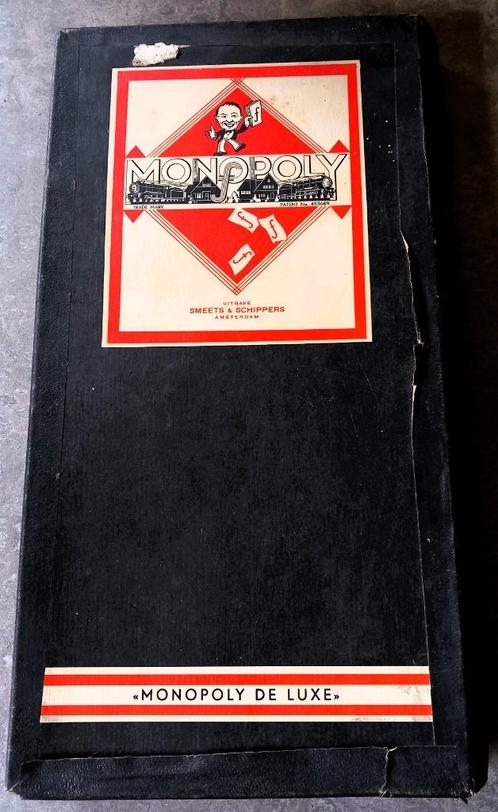 MONOPOLY
TRADE MARK PATENT No. 453689
UITGAVE
SMEETS & SCHIPPERS
AMSTERDAM
«MONOPOLY DE LUXE»